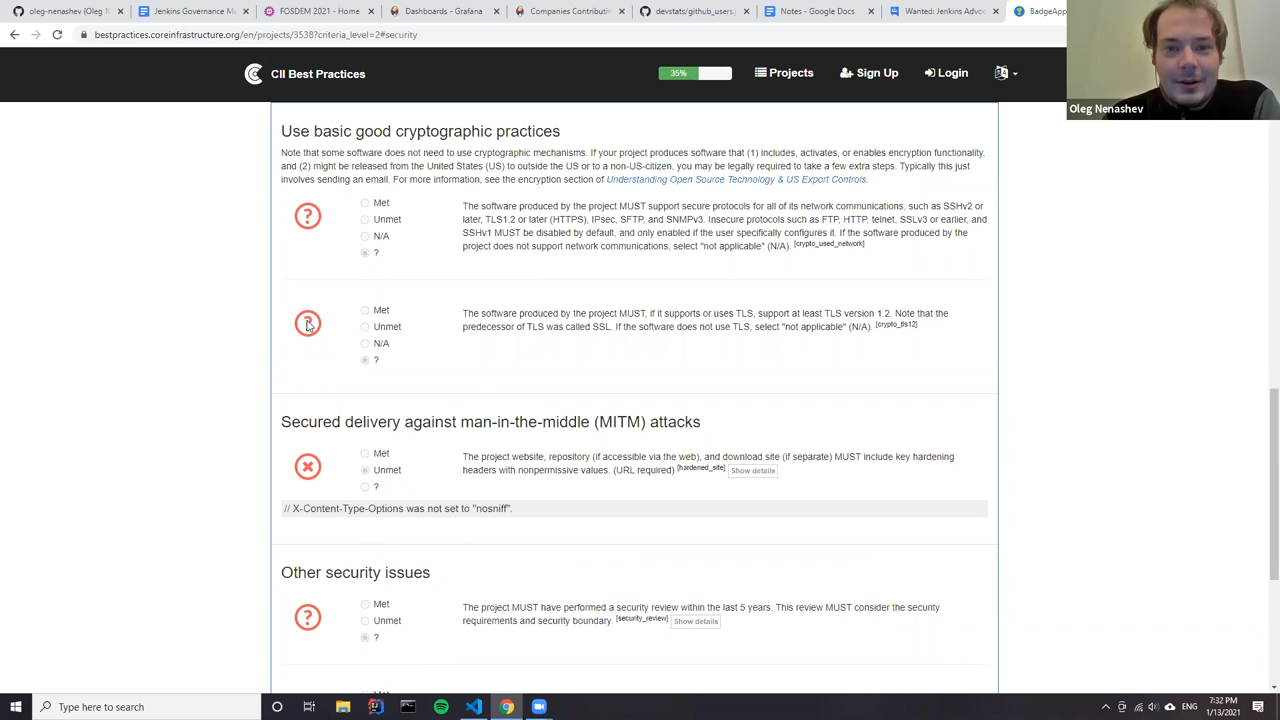 oleg-nenashev (Oleg N
Jenkins Governance M
FOSDEM 2021 - Home
Dashboards - Grafana
Companies Contributin
devstats/github_users.j
Notes - Google Docs
Wanted: Jenkins Advoc
BadgeApp
bestpractices.coreinfrastructure.org/en/projects/3538?criteria_level=2#security
CII Best Practices
35%
Projects
Sign Up
Login
Oleg Nenashev
Use basic good cryptographic practices
Note that some software does not need to use cryptographic mechanisms. If your project produces software that (1) includes, activates, or enables encryption functionality,
and (2) might be released from the United States (US) to outside the US or to a non-US-citizen, you may be legally required to take a few extra steps. Typically this just
involves sending an email. For more information, see the encryption section of Understanding Open Source Technology & US Export Controls.
?
Met
Unmet
N/A
?
The software produced by the project MUST support secure protocols for all of its network communications, such as SSHv2 or
later, TLS1.2 or later (HTTPS), IPsec, SFTP, and SNMPv3. Insecure protocols such as FTP, HTTP, telnet, SSLv3 or earlier, and
SSHv1 MUST be disabled by default, and only enabled if the user specifically configures it. If the software produced by the
project does not support network communications, select "not applicable" (N/A). [crypto_used_network]
?
Met
Unmet
N/A
?
The software produced by the project MUST, if it supports or uses TLS, support at least TLS version 1.2. Note that the
predecessor of TLS was called SSL. If the software does not use TLS, select "not applicable" (N/A). [crypto_tls12]
Secured delivery against man-in-the-middle (MITM) attacks
Met
Unmet
?
The project website, repository (if accessible via the web), and download site (if separate) MUST include key hardening
headers with nonpermissive values. (URL required) [hardened_site] Show details
// X-Content-Type-Options was not set to "nosniff".
Other security issues
?
Met
Unmet
?
The project MUST have performed a security review within the last 5 years. This review MUST consider the security
requirements and security boundary. [security_review] Show details
Type here to search
ENG
7:32 PM
1/13/2021